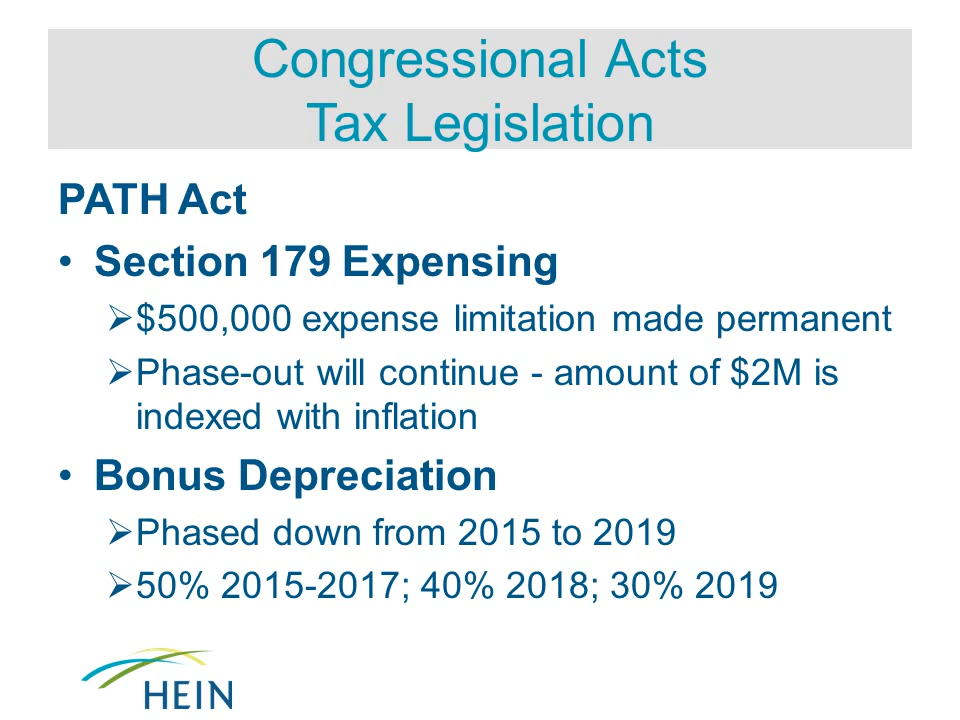 Congressional Acts
Tax Legislation
PATH Act
• Section 179 Expensing
➢$500,000 expense limitation made permanent
➢Phase-out will continue - amount of $2M is
indexed with inflation
• Bonus Depreciation
➢Phased down from 2015 to 2019
➢50% 2015-2017; 40% 2018; 30% 2019
HEIN